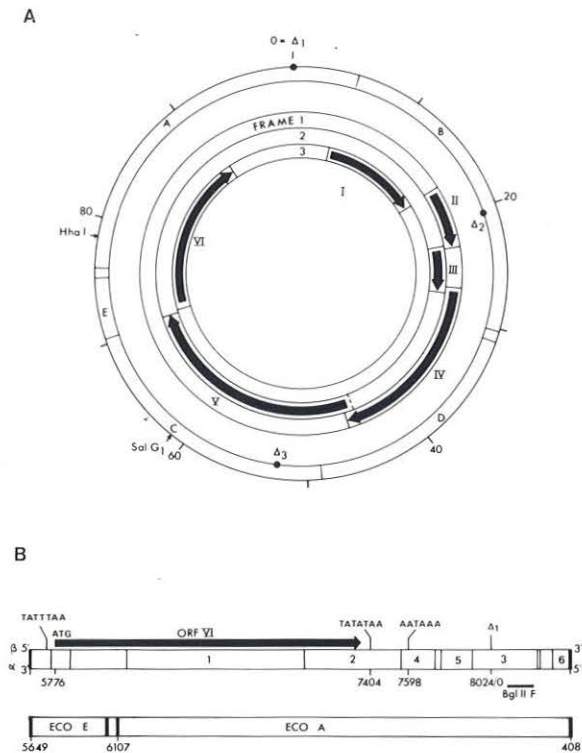 A
0 = Δ1
A
B
FRAME 1
2
3
I
II
20
Δ2
80
Hha I
VI
III
E
IV
V
D
C
Sal G1 60
Δ3
40
B
TATTTAA
ATG
ORF VI
TATATAA
AATAAA
Δ1
β 5'
3'
α 3'
5'
1
2
4
5
3
6
5776
7404
7598
8024/0
Bgl II F
ECO E
ECO A
5649
6107
408